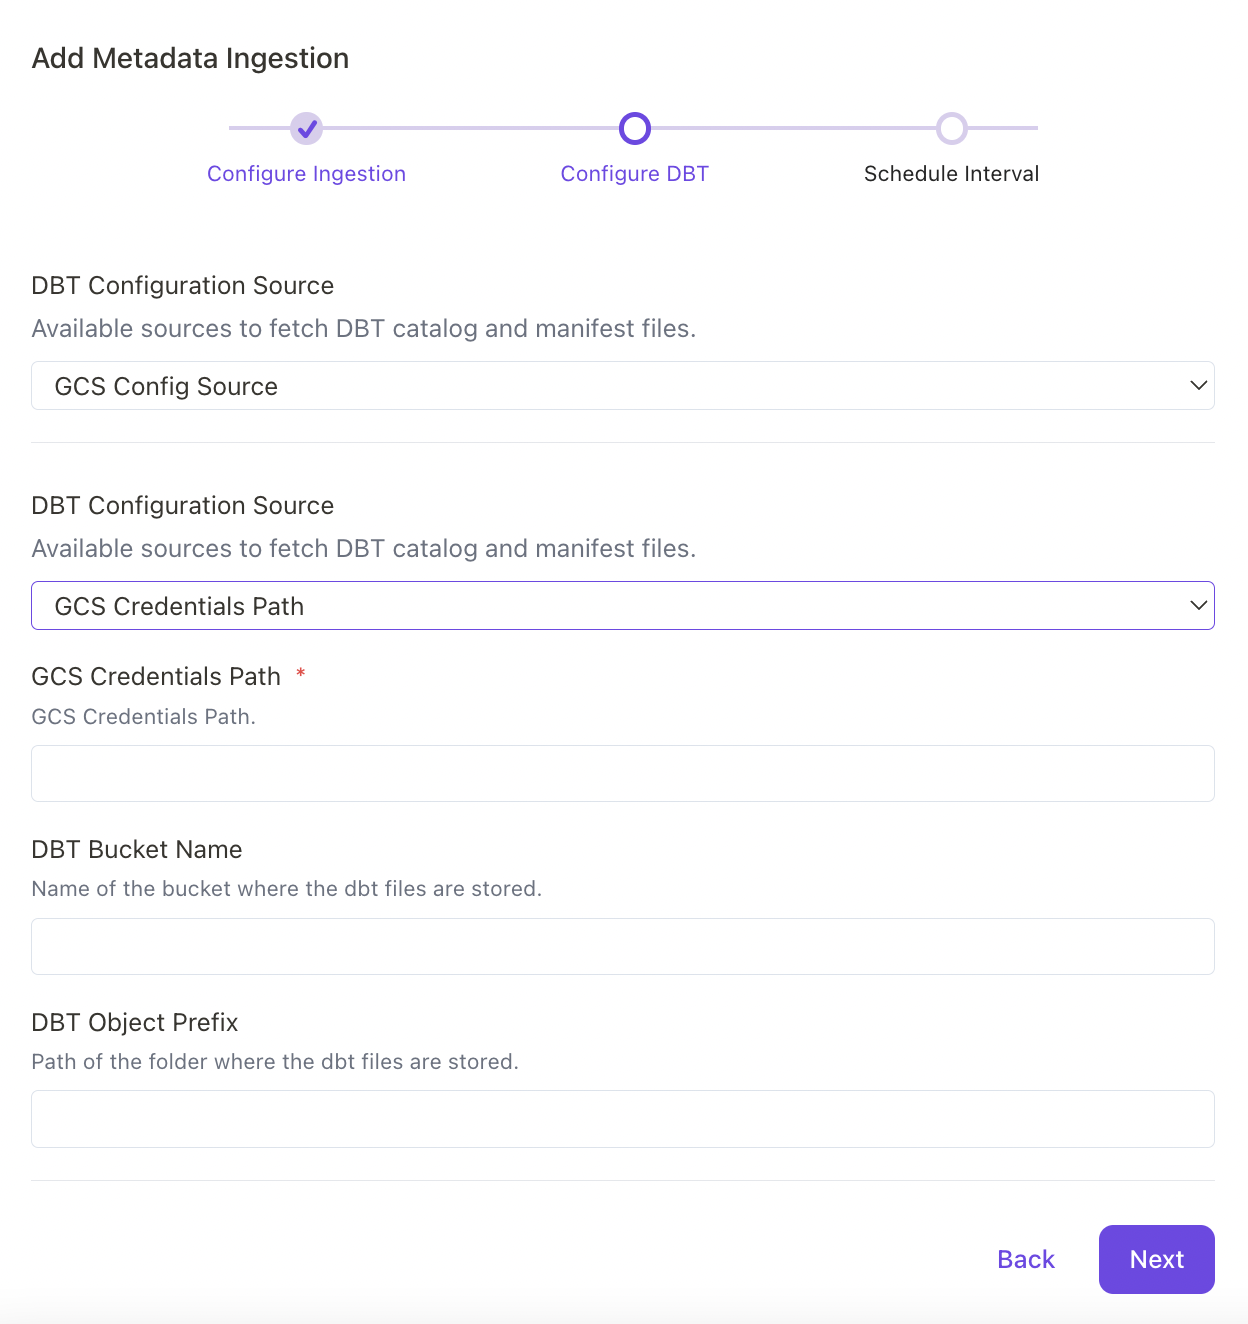 Add Metadata Ingestion
Configure Ingestion
Configure DBT
Schedule Interval
DBT Configuration Source
Available sources to fetch DBT catalog and manifest files.
GCS Config Source
DBT Configuration Source
Available sources to fetch DBT catalog and manifest files.
GCS Credentials Path
GCS Credentials Path *
GCS Credentials Path.
DBT Bucket Name
Name of the bucket where the dbt files are stored.
DBT Object Prefix
Path of the folder where the dbt files are stored.
Back
Next